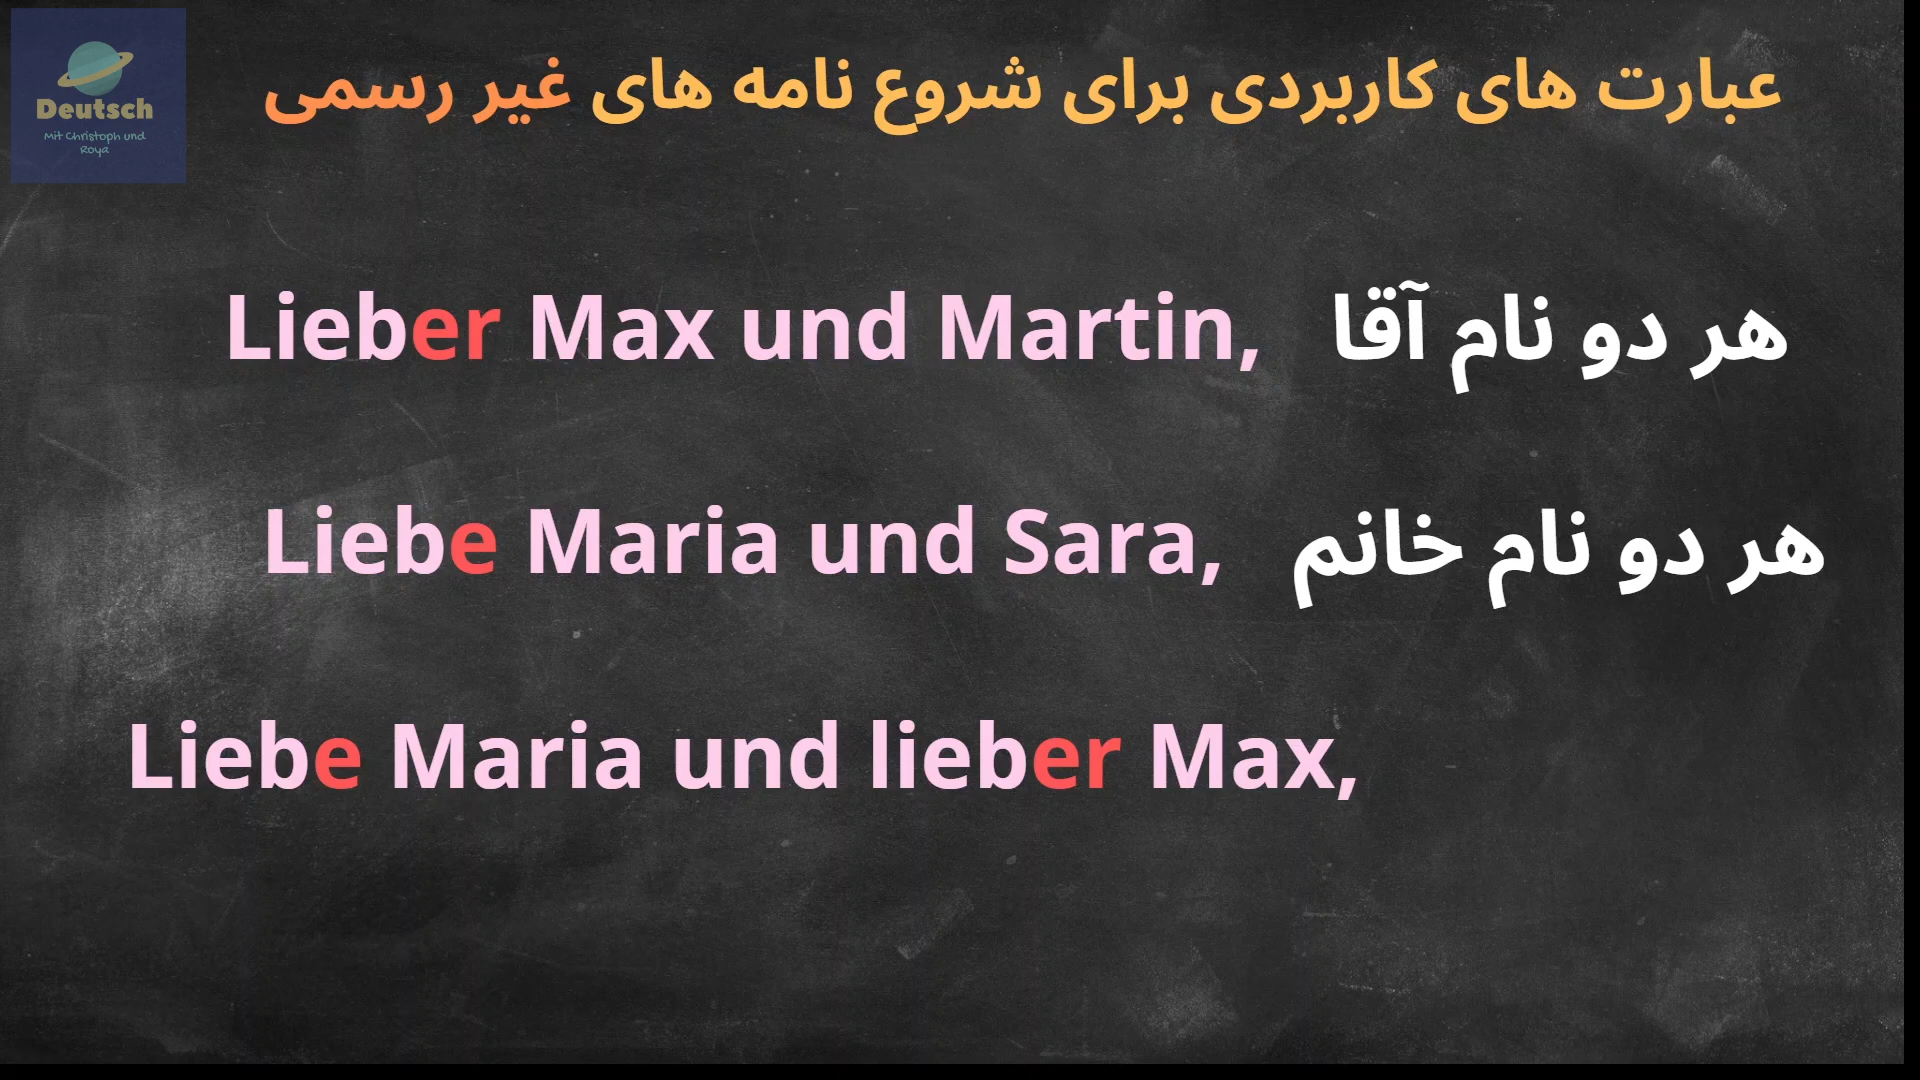 Deutsch
Mit Christoph und
Roya
عبارت های کاربردی برای شروع نامه های غیر رسمی
Lieber Max und Martin, هر دو نام آقا
Liebe Maria und Sara, هر دو نام خانم
Liebe Maria und lieber Max,